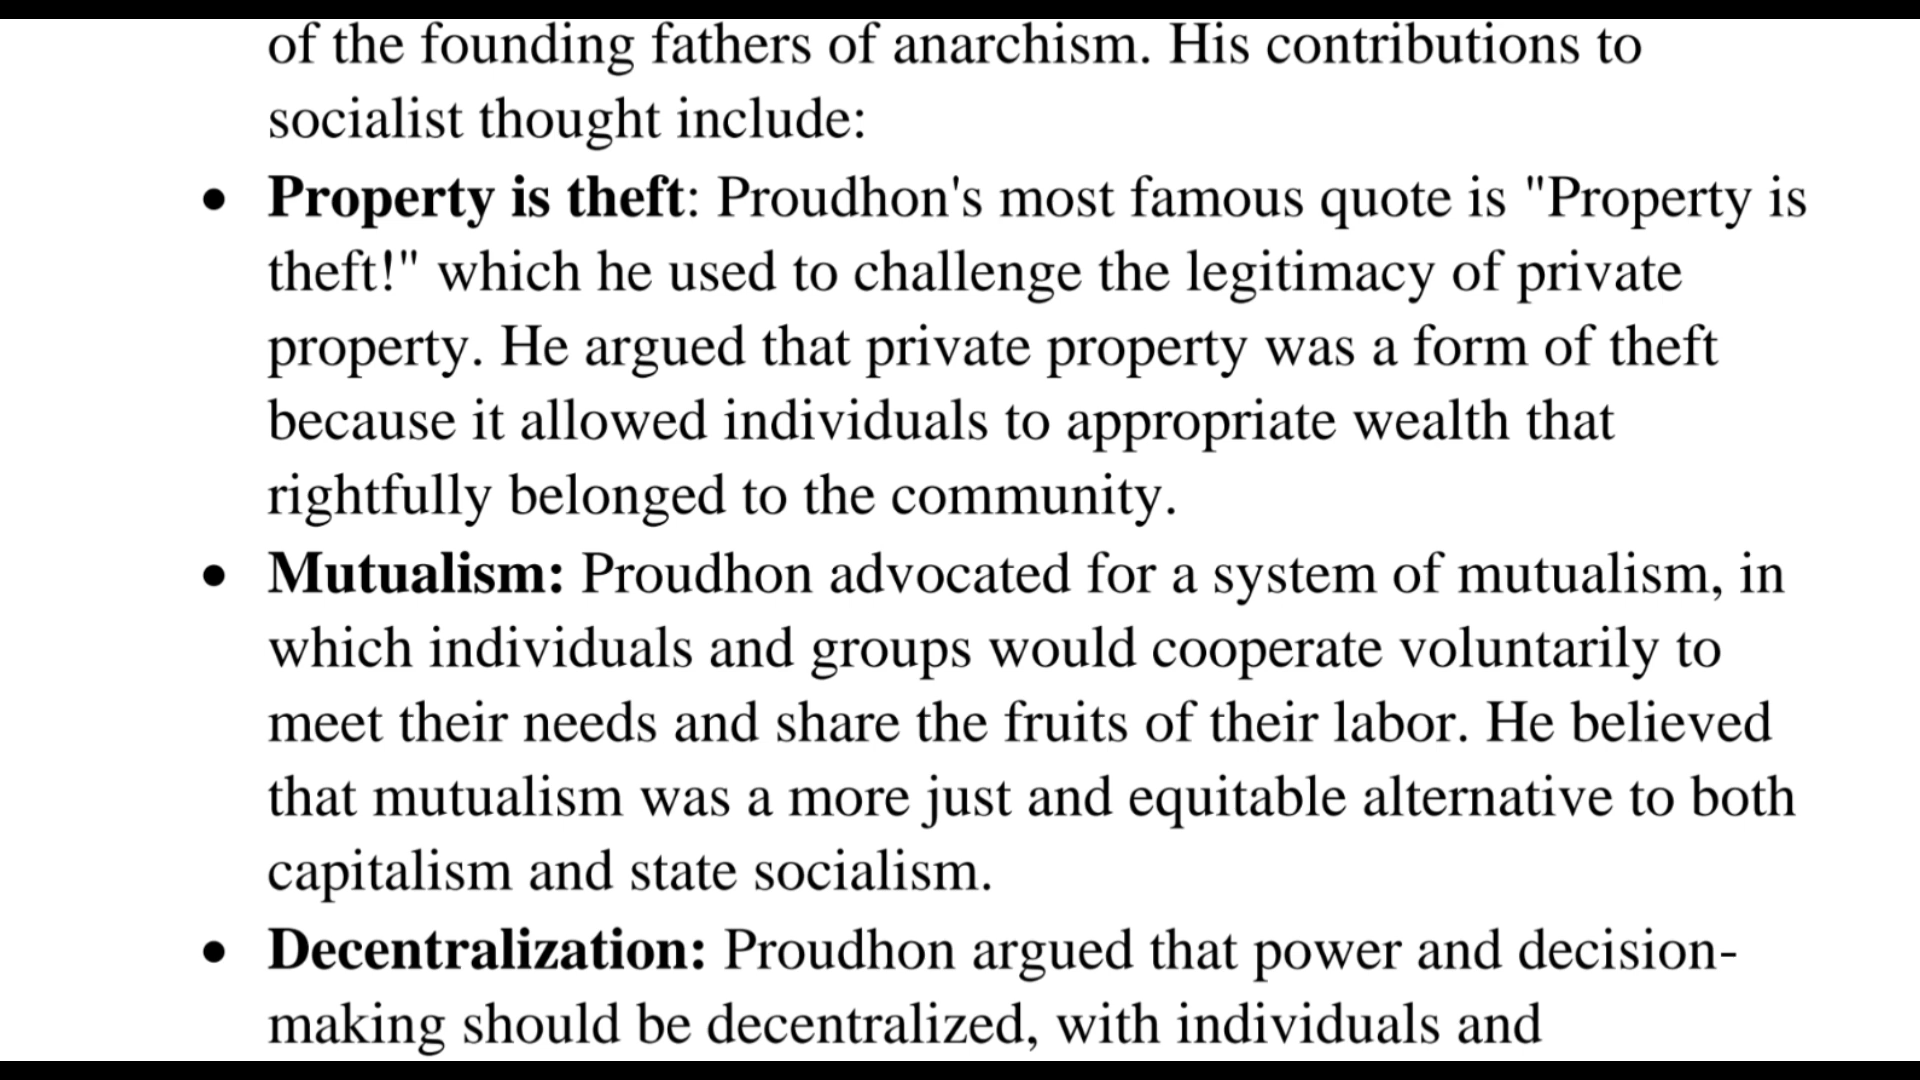 of the founding fathers of anarchism. His contributions to
socialist thought include:
• Property is theft: Proudhon's most famous quote is "Property is
theft!" which he used to challenge the legitimacy of private
property. He argued that private property was a form of theft
because it allowed individuals to appropriate wealth that
rightfully belonged to the community.
• Mutualism: Proudhon advocated for a system of mutualism, in
which individuals and groups would cooperate voluntarily to
meet their needs and share the fruits of their labor. He believed
that mutualism was a more just and equitable alternative to both
capitalism and state socialism.
• Decentralization: Proudhon argued that power and decision-
making should be decentralized, with individuals and